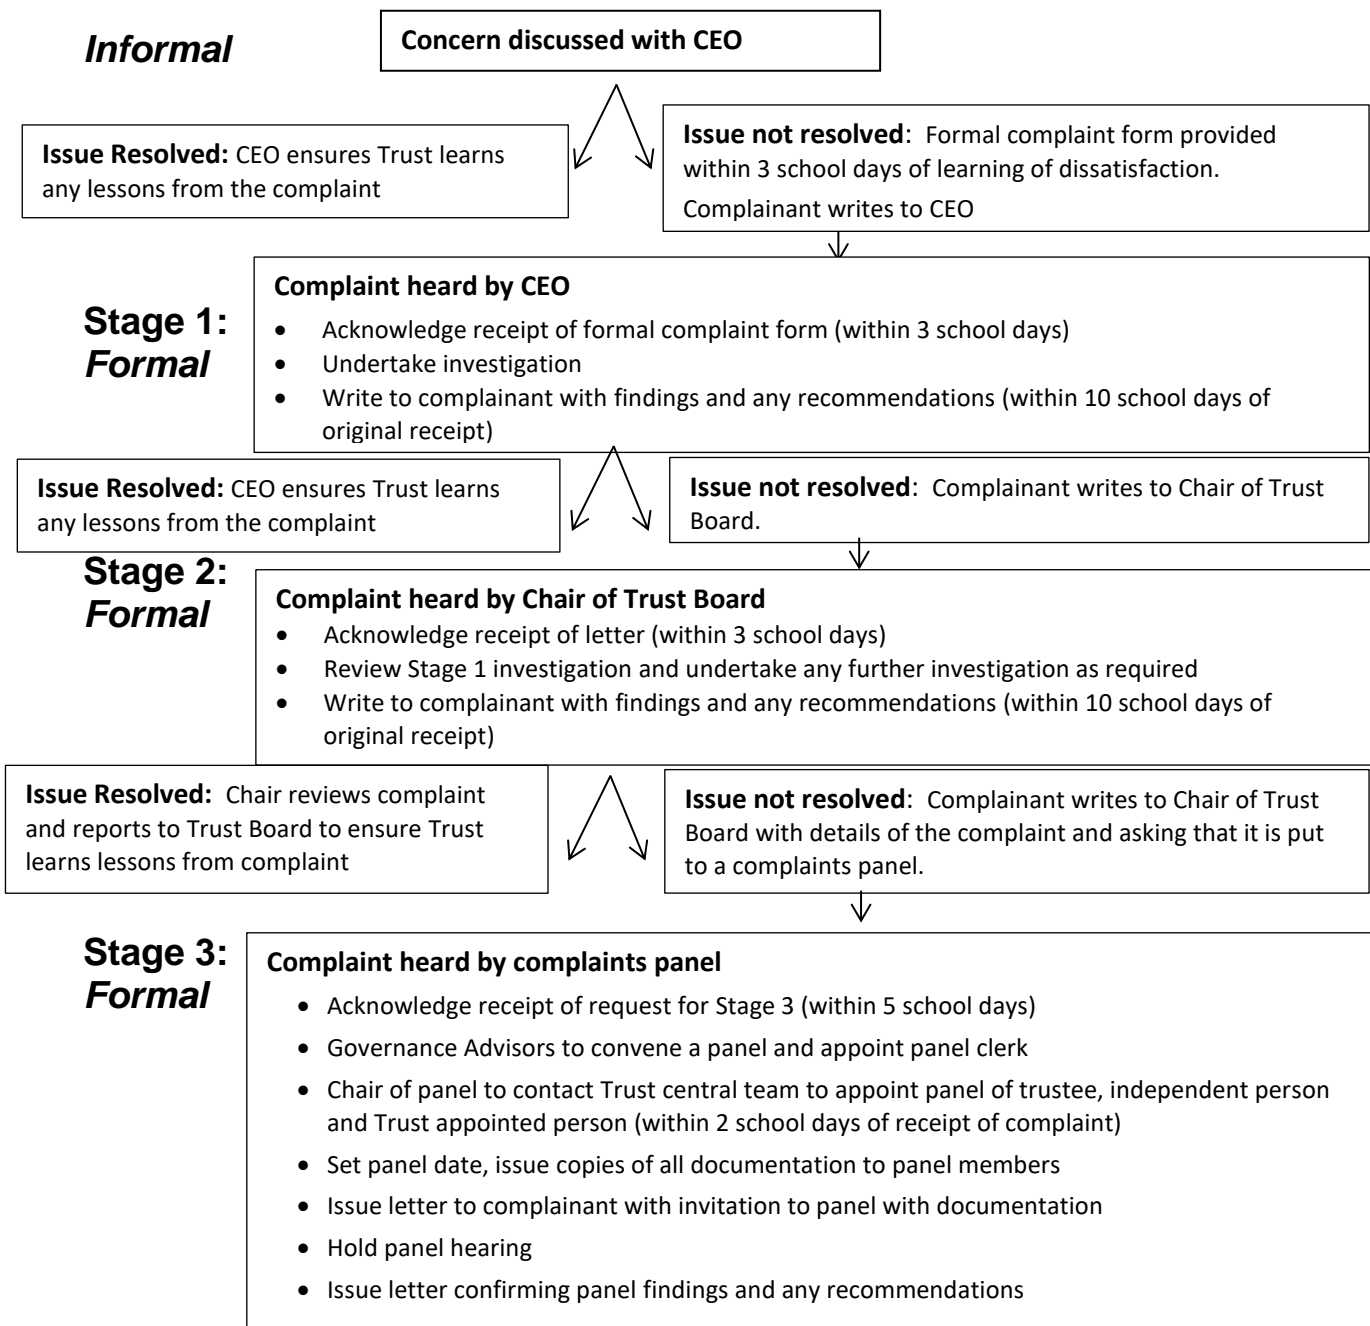 Informal
Concern discussed with CEO
Issue Resolved: CEO ensures Trust learns
any lessons from the complaint
Issue not resolved: Formal complaint form provided
within 3 school days of learning of dissatisfaction.
Complainant writes to CEO
Stage 1:
Formal
Complaint heard by CEO
• Acknowledge receipt of formal complaint form (within 3 school days)
• Undertake investigation
• Write to complainant with findings and any recommendations (within 10 school days of
original receipt)
Issue Resolved: CEO ensures Trust learns
any lessons from the complaint
Issue not resolved: Complainant writes to Chair of Trust
Board.
Stage 2:
Formal
Complaint heard by Chair of Trust Board
• Acknowledge receipt of letter (within 3 school days)
• Review Stage 1 investigation and undertake any further investigation as required
• Write to complainant with findings and any recommendations (within 10 school days of
original receipt)
Issue Resolved: Chair reviews complaint
and reports to Trust Board to ensure Trust
learns lessons from complaint
Issue not resolved: Complainant writes to Chair of Trust
Board with details of the complaint and asking that it is put
to a complaints panel.
Stage 3:
Formal
Complaint heard by complaints panel
• Acknowledge receipt of request for Stage 3 (within 5 school days)
• Governance Advisors to convene a panel and appoint panel clerk
• Chair of panel to contact Trust central team to appoint panel of trustee, independent person
and Trust appointed person (within 2 school days of receipt of complaint)
• Set panel date, issue copies of all documentation to panel members
• Issue letter to complainant with invitation to panel with documentation
• Hold panel hearing
• Issue letter confirming panel findings and any recommendations